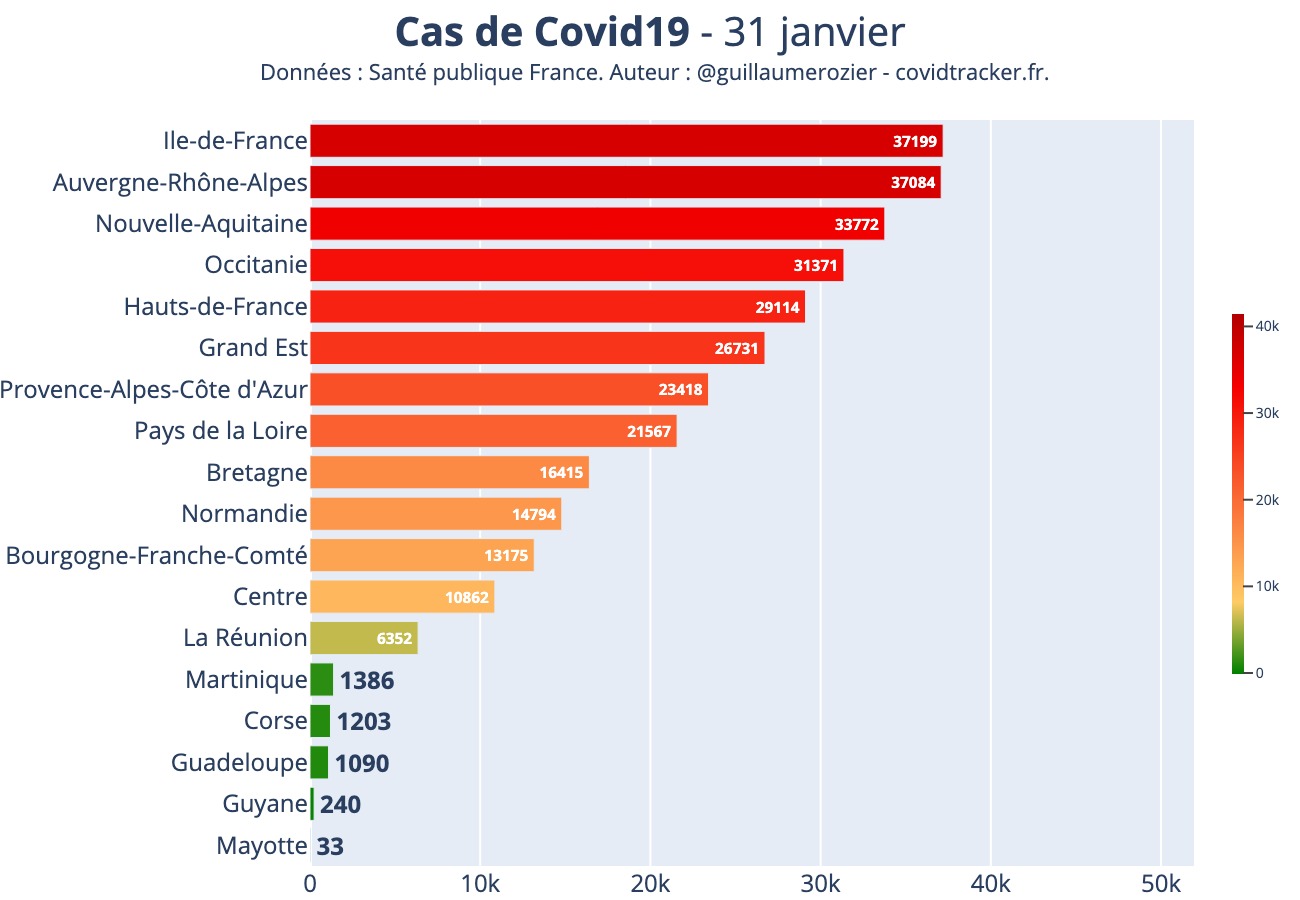 Cas de Covid19 - 31 janvier
Données : Santé publique France. Auteur : @guillaumerozier - covidtracker.fr.
Ile-de-France 37199
Auvergne-Rhône-Alpes 37084
Nouvelle-Aquitaine 33772
Occitanie 31371
Hauts-de-France 29114
Grand Est 26731
Provence-Alpes-Côte d'Azur 23418
Pays de la Loire 21567
Bretagne 16415
Normandie 14794
Bourgogne-Franche-Comté 13175
Centre 10862
La Réunion 6352
Martinique 1386
Corse 1203
Guadeloupe 1090
Guyane 240
Mayotte 33
0 10k 20k 30k 40k 50k
40k
30k
20k
10k
0